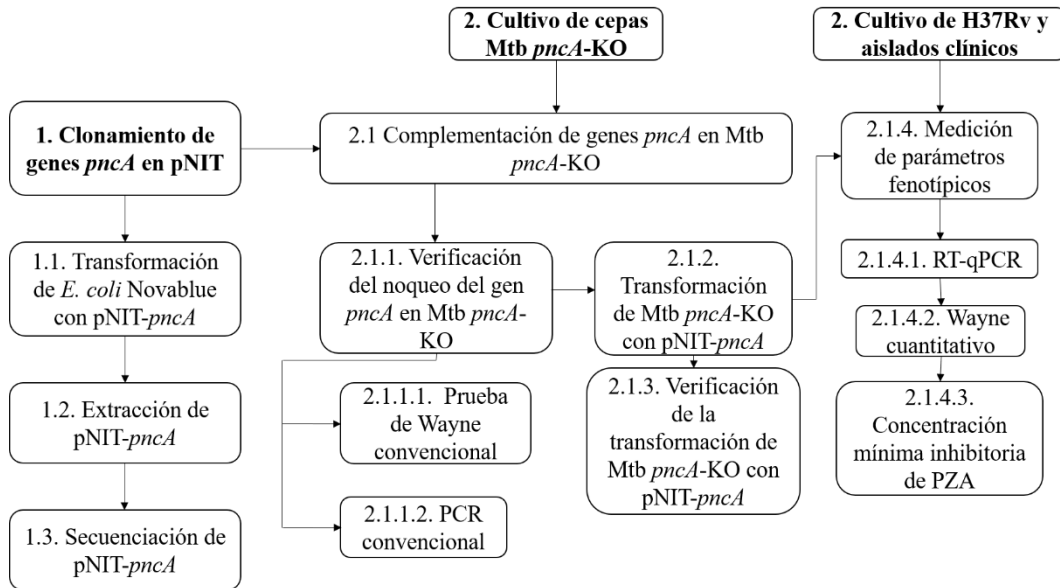 2. Cultivo de cepas
Mtb pncA-KO
2. Cultivo de H37Rv y
aislados clínicos
1. Clonamiento de
genes pncA en pNIT
2.1 Complementación de genes pncA en Mtb
pncA-KO
2.1.4. Medición
de parámetros
fenotípicos
1.1. Transformación
de E. coli Novablue
con pNIT-pncA
2.1.1. Verificación
del noqueo del gen
pncA en Mtb pncA-
KO
2.1.2.
Transformación
de Mtb pncA-KO
con pNIT-pncA
2.1.4.1. RT-qPCR
2.1.4.2. Wayne
cuantitativo
1.2. Extracción de
pNIT-pncA
2.1.1.1. Prueba
de Wayne
convencional
2.1.3. Verificación
de la
transformación de
Mtb pncA-KO con
pNIT-pncA
2.1.4.3.
Concentración
mínima inhibitoria
de PZA
1.3. Secuenciación de
pNIT-pncA
2.1.1.2. PCR
convencional